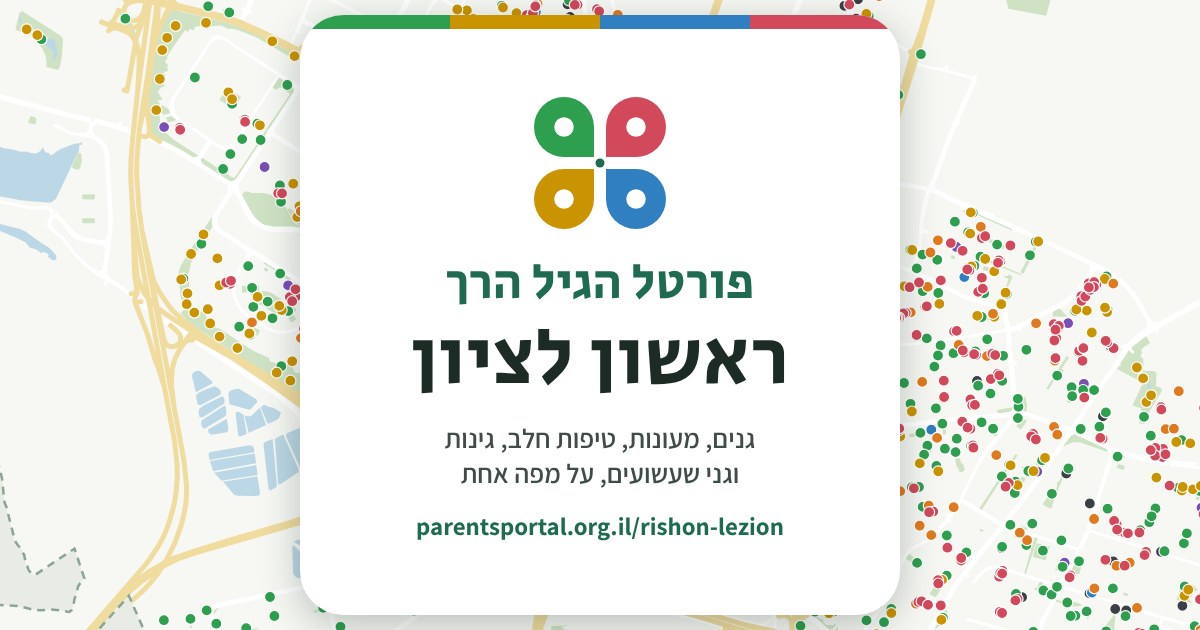 פורטל הגיל הרך
ראשון לציון
גנים, מעונות, טיפות חלב, גינות
וגני שעשועים, על מפה אחת
parentsportal.org.il/rishon-lezion